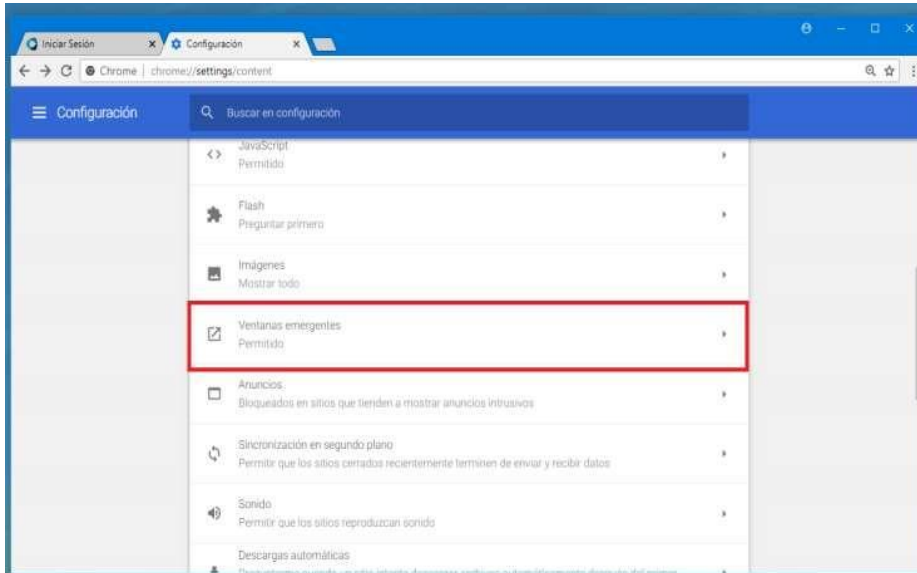 Iniciar Sesión
Configuración
Chrome | chrome://settings/content
Configuración
Buscar en configuración
JavaScript
Permitido
Flash
Preguntar primero
Imágenes
Mostrar todo
Ventanas emergentes
Permitido
Anuncios
Bloqueados en sitios que tienden a mostrar anuncios intrusivos
Sincronización en segundo plano
Permitir que los sitios cerrados recientemente terminen de enviar y recibir datos
Sonido
Permitir que los sitios reproduzcan sonido
Descargas automáticas